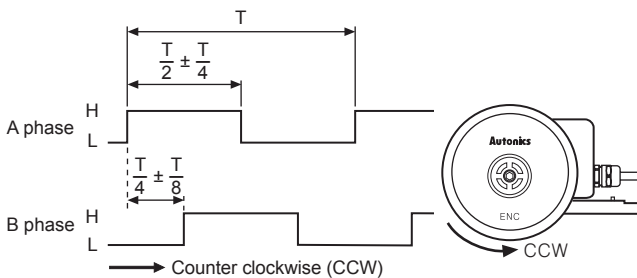 T
T/2 ± T/4
A phase
H
L
T/4 ± T/8
B phase
H
L
Counter clockwise (CCW)
Autonics
ENC
CCW